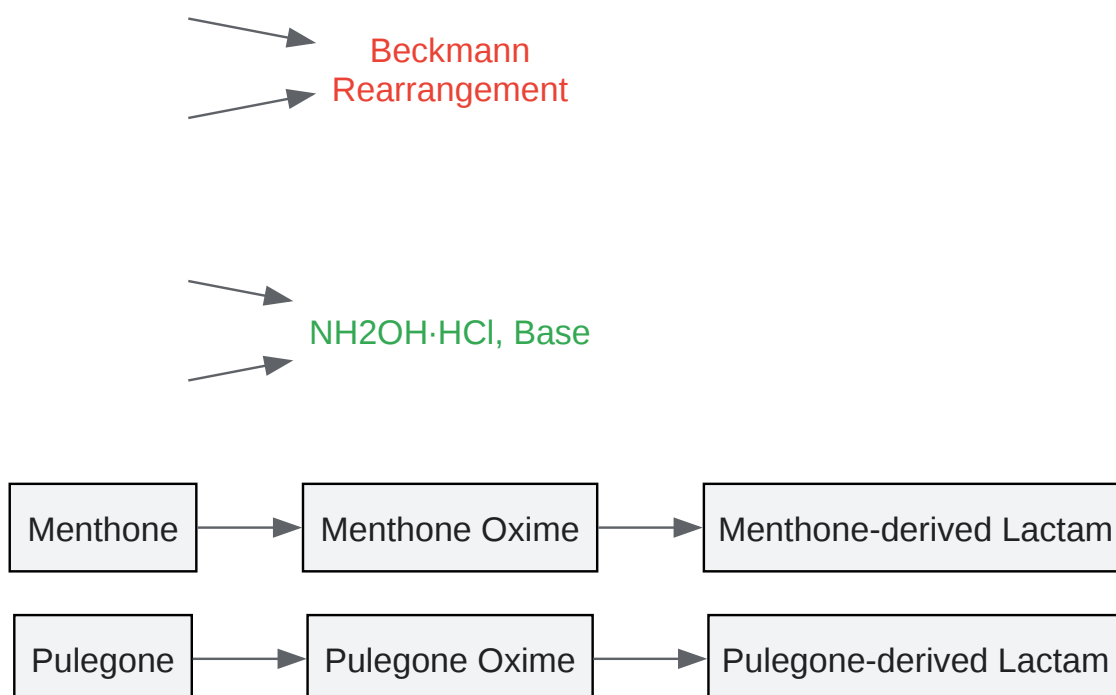 Beckmann
Rearrangement
NH2OH·HCl, Base
Menthone
Menthone Oxime
Menthone-derived Lactam
Pulegone
Pulegone Oxime
Pulegone-derived Lactam